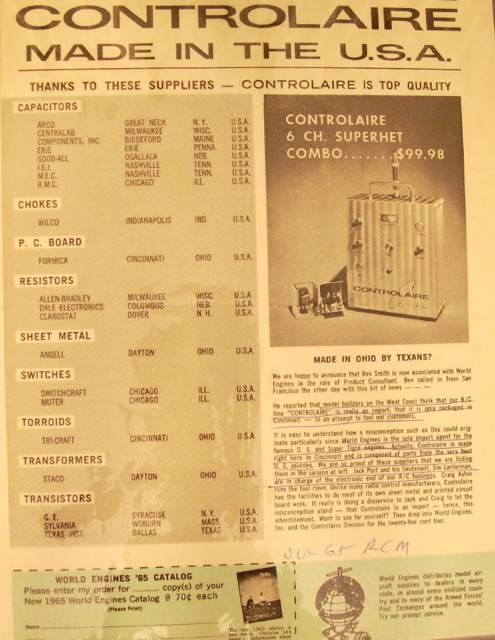 CONTROLAIRE
MADE IN THE U.S.A.
THANKS TO THESE SUPPLIERS — CONTROLAIRE IS TOP QUALITY
CAPACITORS
ARCO GREAT NECK N. Y. U.S.A.
CENTRALAB MILWAUKEE WISC. U.S.A.
COMPONENTS, INC. BIDDEFORD MAINE U.S.A.
ERIE ERIE PENNA. U.S.A.
GOOD-ALL OGALLALA NEB. U.S.A.
I.E.I. NASHVILLE TENN. U.S.A.
M.E.C. NASHVILLE TENN. U.S.A.
R.M.C. CHICAGO ILL. U.S.A.
CHOKES
WILCO INDIANAPOLIS IND. U.S.A.
P. C. BOARD
FORMICA CINCINNATI OHIO U.S.A.
RESISTORS
ALLEN-BRADLEY MILWAUKEE WISC. U.S.A.
DALE ELECTRONICS COLUMBUS NEB. U.S.A.
CLAROSTAT DOVER N. H. U.S.A.
SHEET METAL
ANGELL DAYTON OHIO U.S.A.
SWITCHES
SWITCHCRAFT CHICAGO ILL. U.S.A.
MUTER CHICAGO ILL. U.S.A.
TOROIDS
TRI-CRAFT CINCINNATI OHIO U.S.A.
TRANSFORMERS
STACO DAYTON OHIO U.S.A.
TRANSISTORS
G. E. SYRACUSE N.Y. U.S.A.
SYLVANIA WOBURN MASS. U.S.A.
TEXAS INST. DALLAS TEXAS U.S.A.
CONTROLAIRE
6 CH. SUPERHET
COMBO.......$99.98
CONTROLAIRE
MADE IN OHIO BY TEXANS?
We are happy to announce that Bev Smith is now associated with World
Engines in the role of Product Consultant. Bev called in from San
Francisco the other day with this bit of news — — —
He reported that model builders on the West Coast think that our R/C
line "CONTROLAIRE" is really an import; that it is only packaged in
Cincinnati — in an attempt to fool our customers.
It is easy to understand how a misconception such as this could orig-
inate particularly since World Engines is the sole import agent for the
famous O. S. and Super Tigre engines. Actually, Controlaire is made
right here in Cincinnati and is composed of parts from the very best
U.S. sources. We are so proud of these suppliers that we are listing
them in the column at left. Jack Port and his lieutenant, Jim Lanterman,
are in charge of the electronic end of our R/C business. Craig Asher
runs the tool room. Unlike many radio control manufacturers, Controlaire
has the facilities to do most of its own sheet metal and printed circuit
board work. It really is doing a disservice to Jack and Craig to let the
misconception stand — that Controlaire is an import — hence, this
advertisement. Want to see for yourself? Then drop into World Engines,
Inc. and the Controlaire Division for the twenty-five cent tour.
JUL 65 RCM
WORLD ENGINES '65 CATALOG
Please enter my order for copy(s) of your
New 1965 World Engines Catalog @ 70¢ each
(Please Print)
Name
World Engines distributes model air-
craft supplies to dealers in every
state, in almost every civilized coun-
try and to many of the Armed Forces'
Post Exchanges around the world.
Try our prompt service.